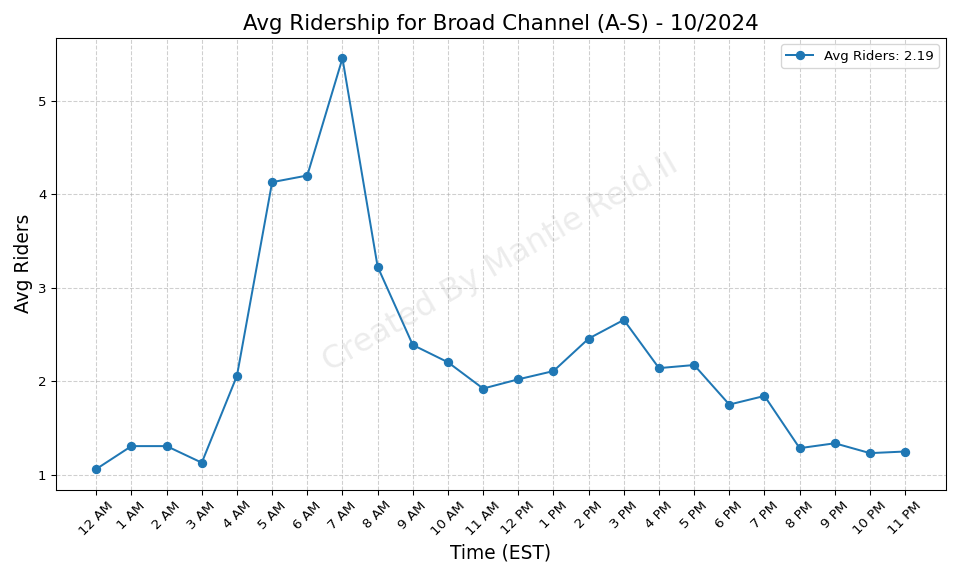 Avg Ridership for Broad Channel (A-S) - 10/2024
Avg Riders: 2.19
Created By Mantle Reid II
Avg Riders
5
4
3
2
1
12 AM
1 AM
2 AM
3 AM
4 AM
5 AM
6 AM
7 AM
8 AM
9 AM
10 AM
11 AM
12 PM
1 PM
2 PM
3 PM
4 PM
5 PM
6 PM
7 PM
8 PM
9 PM
10 PM
11 PM
Time (EST)